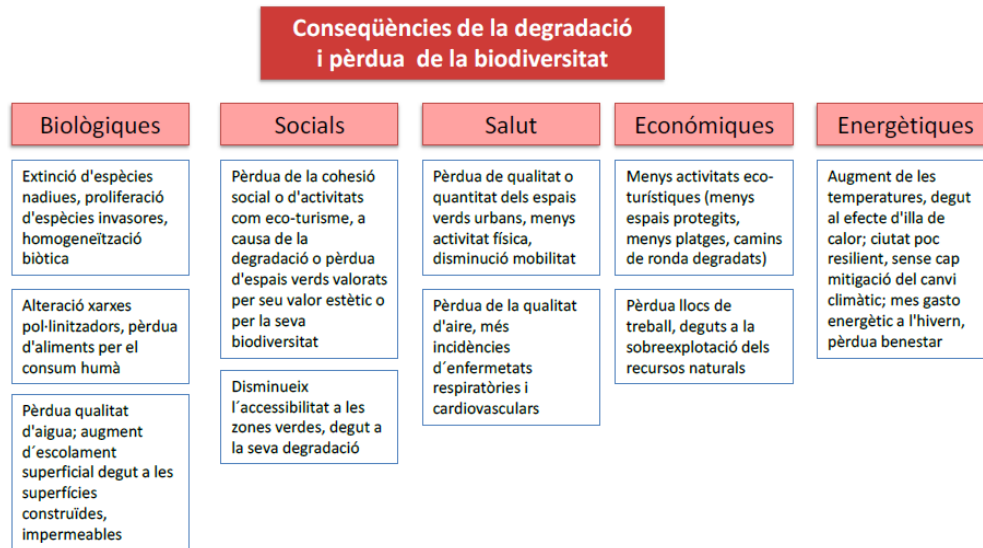 Conseqüències de la degradació
i pèrdua de la biodiversitat
Biològiques
Extinció d'espècies
nadiues, proliferació
d'espècies invasores,
homogeneïtzació
biòtica
Alteració xarxes
pol·linitzadors, pèrdua
d'aliments per el
consum humà
Pèrdua qualitat
d'aigua; augment
d´escolament
superficial degut a les
superfícies
construïdes,
impermeables
Socials
Pèrdua de la cohesió
social o d'activitats
com eco-turisme, a
causa de la
degradació o pèrdua
d'espais verds valorats
per seu valor estètic o
per la seva
biodiversitat
Disminueix
l´accessibilitat a les
zones verdes, degut a
la seva degradació
Salut
Pèrdua de qualitat o
quantitat dels espais
verds urbans, menys
activitat física,
disminució mobilitat
Pèrdua de la qualitat
d'aire, més
incidències
d´enfermetats
respiratòries i
cardiovasculars
Económiques
Menys activitats eco-
turístiques (menys
espais protegits,
menys platges, camins
de ronda degradats)
Pèrdua llocs de
treball, deguts a la
sobreexplotació dels
recursos naturals
Energètiques
Augment de les
temperatures, degut
al efecte d'illa de
calor; ciutat poc
resilient, sense cap
mitigació del canvi
climàtic; mes gasto
energètic a l'hivern,
pèrdua benestar